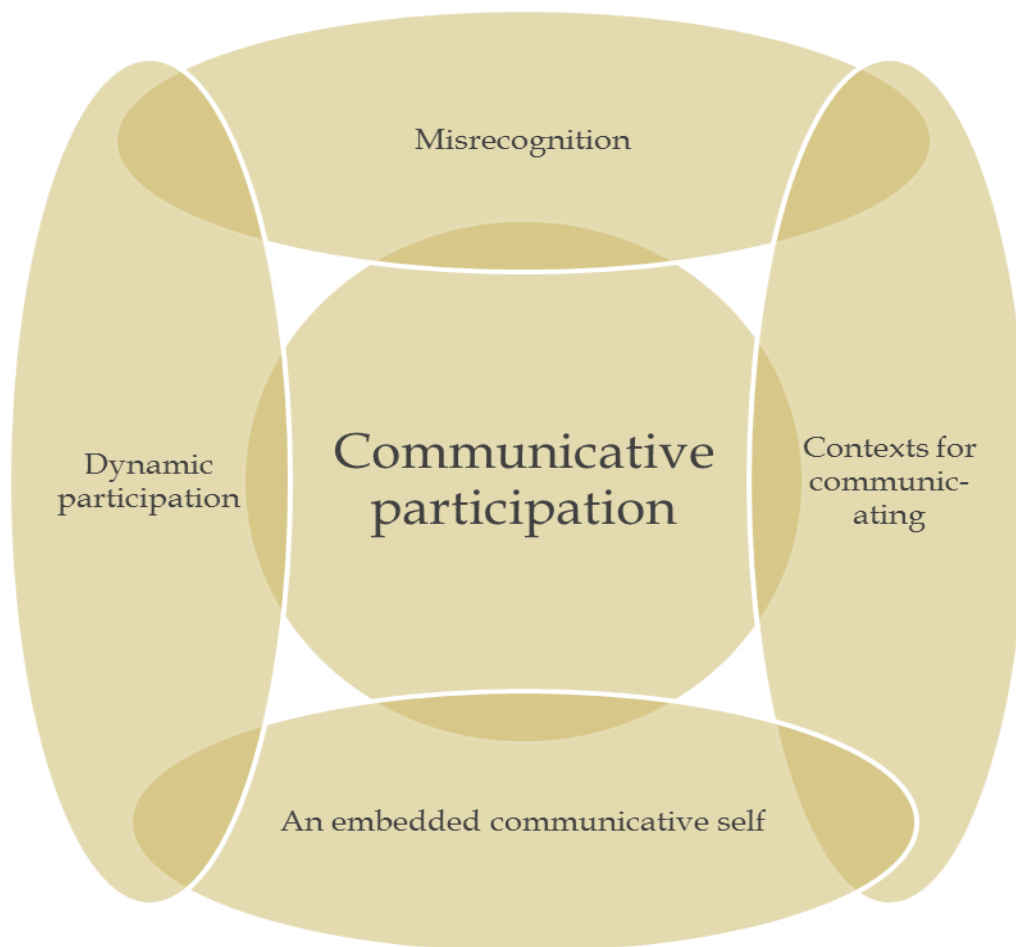 Misrecognition
Dynamic
participation
Communicative
participation
Contexts for
communic-
ating
An embedded communicative self